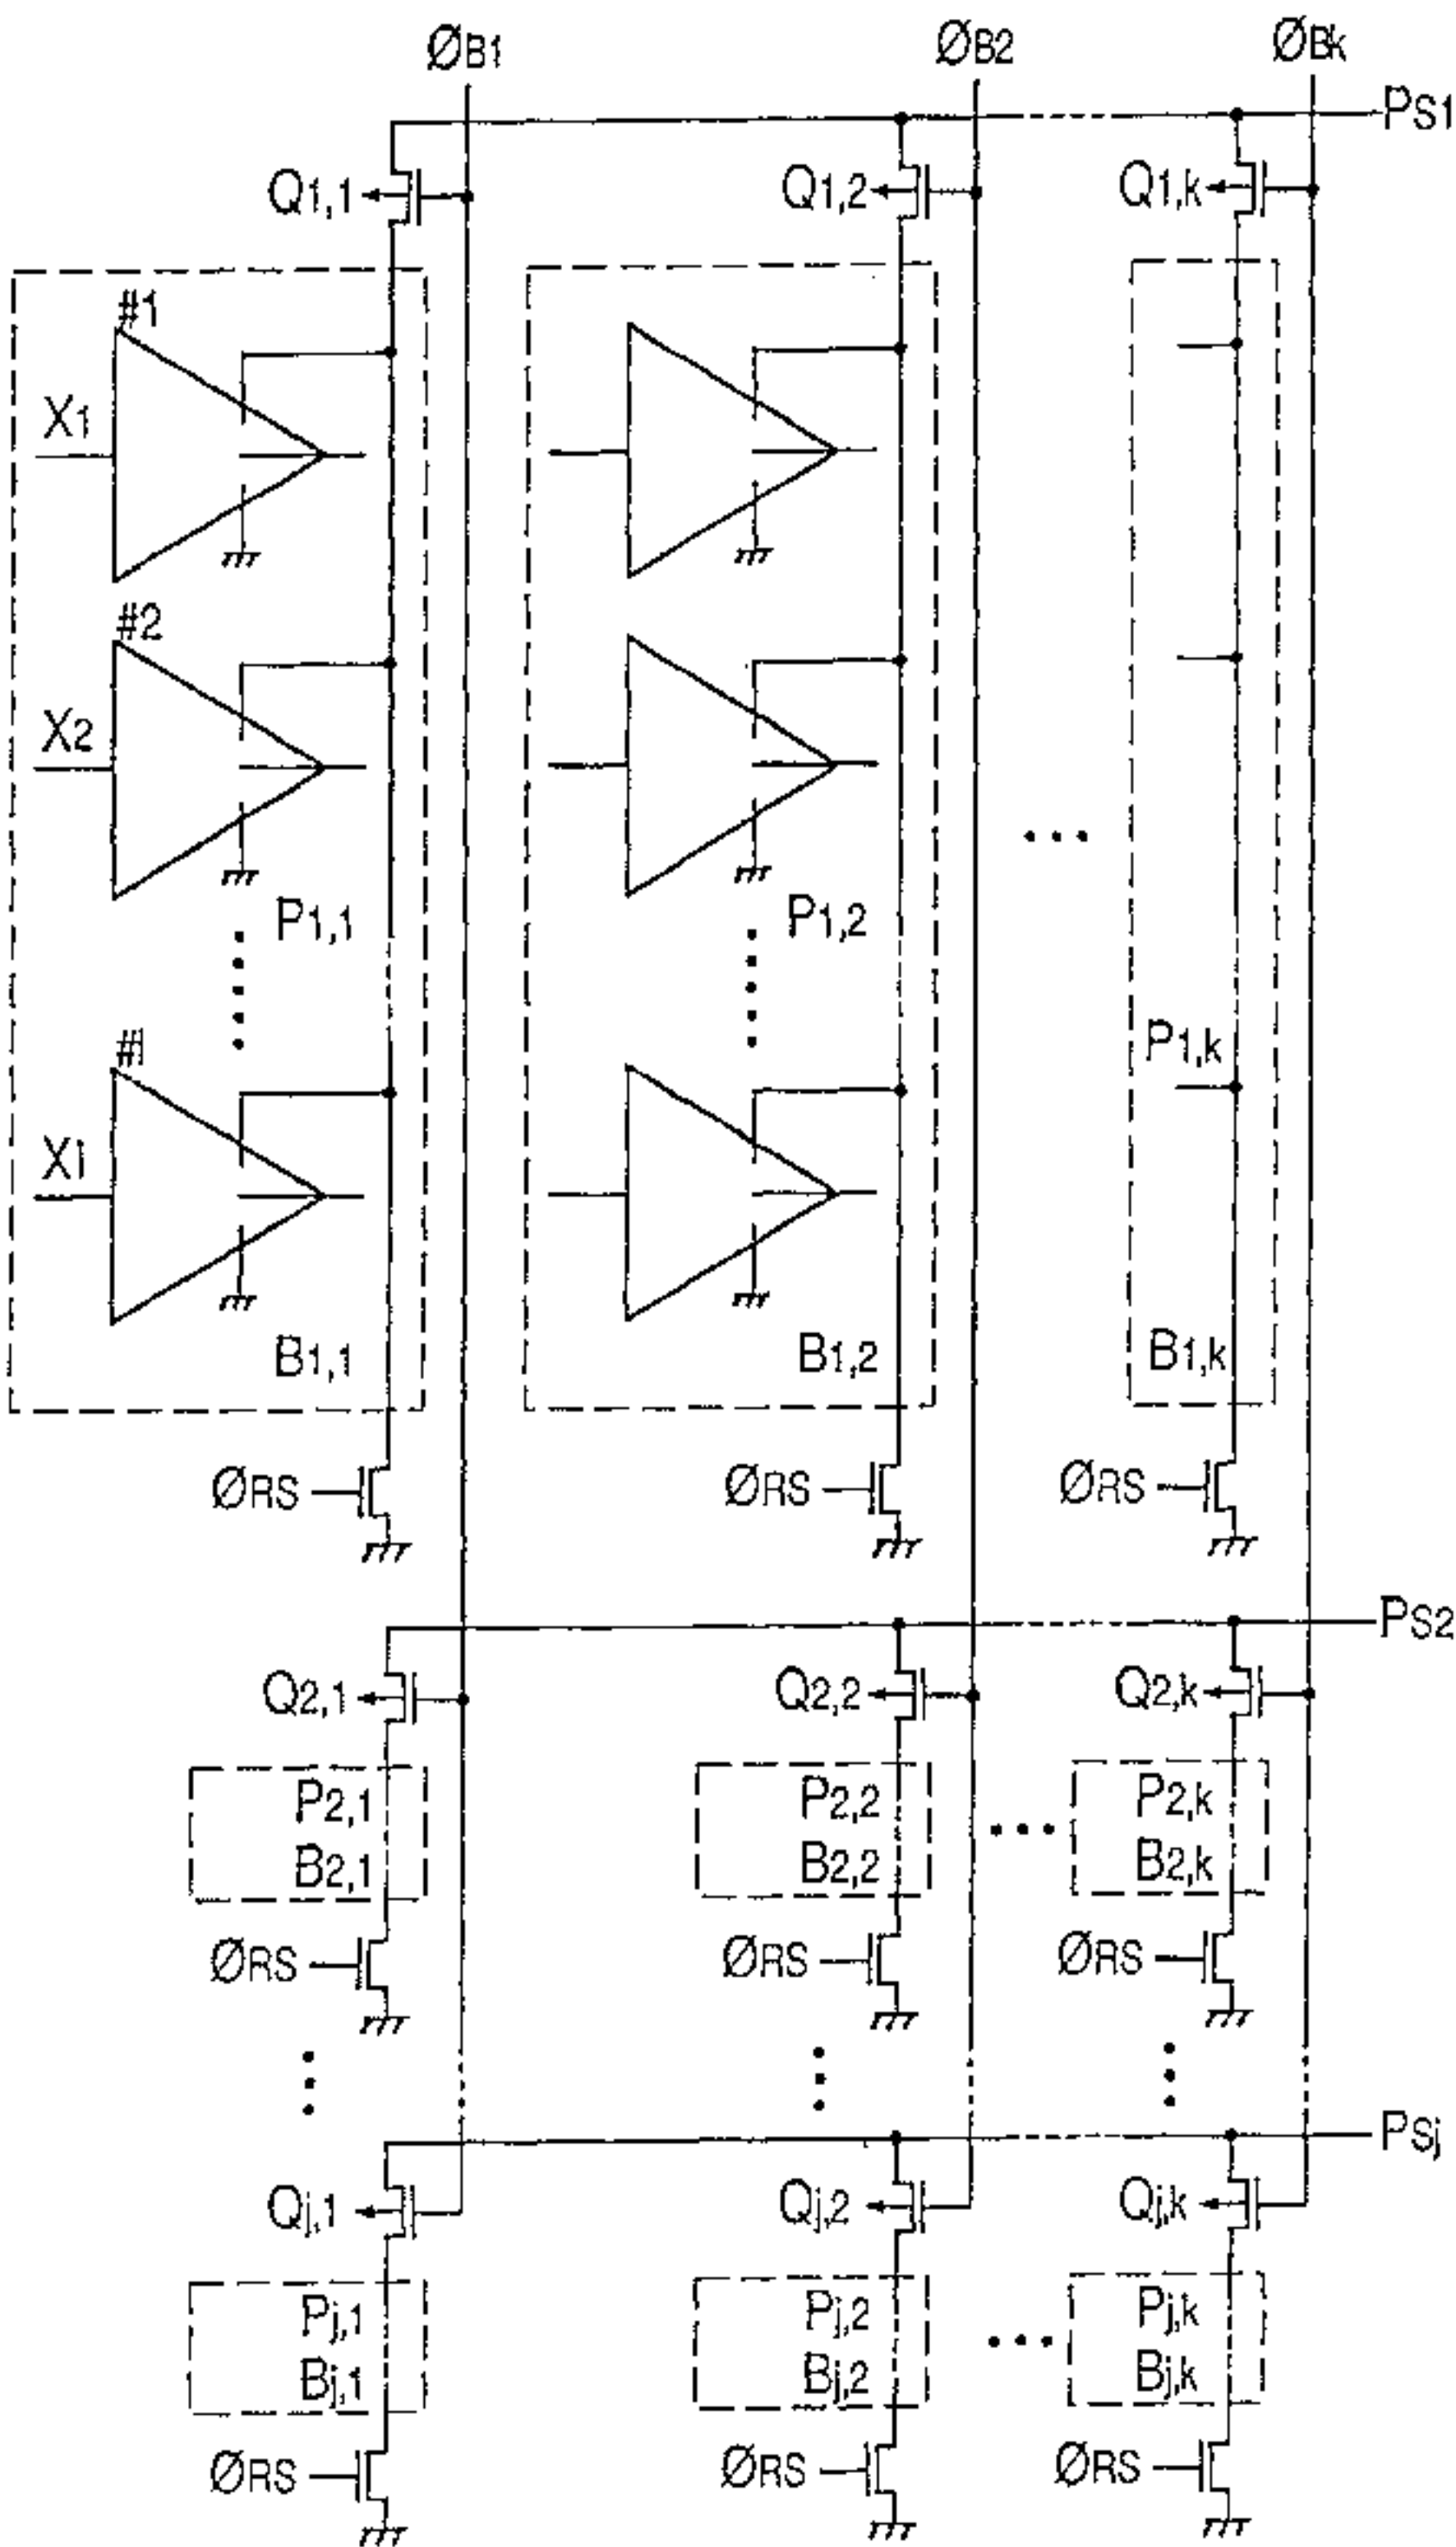 ØB1 ØB2 ØBk
PS1
Q1,1 Q1,2 Q1,k
#1
X1
#2
X2
P1,1 P1,2
#l
P1,k
Xl
B1,1 B1,2 B1,k
ØRS ØRS ØRS
PS2
Q2,1 Q2,2 Q2,k
P2,1 P2,2 P2,k
B2,1 B2,2 B2,k
ØRS ØRS ØRS
PSj
Qj,1 Qj,2 Qj,k
Pj,1 Pj,2 Pj,k
Bj,1 Bj,2 Bj,k
ØRS ØRS ØRS